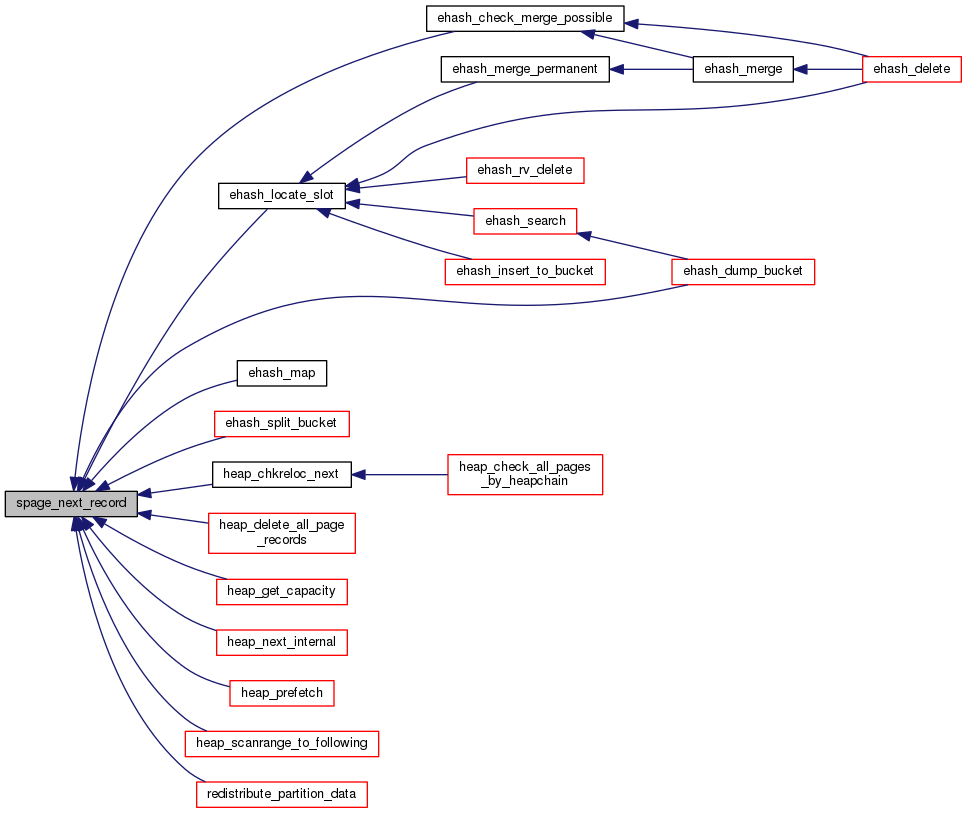 ehash_check_merge_possible
ehash_merge_permanent
ehash_merge
ehash_delete
ehash_rv_delete
ehash_locate_slot
ehash_search
ehash_insert_to_bucket
ehash_dump_bucket
ehash_map
ehash_split_bucket
heap_chkreloc_next
heap_check_all_pages
_by_heapchain
spage_next_record
heap_delete_all_page
_records
heap_get_capacity
heap_next_internal
heap_prefetch
heap_scanrange_to_following
redistribute_partition_data